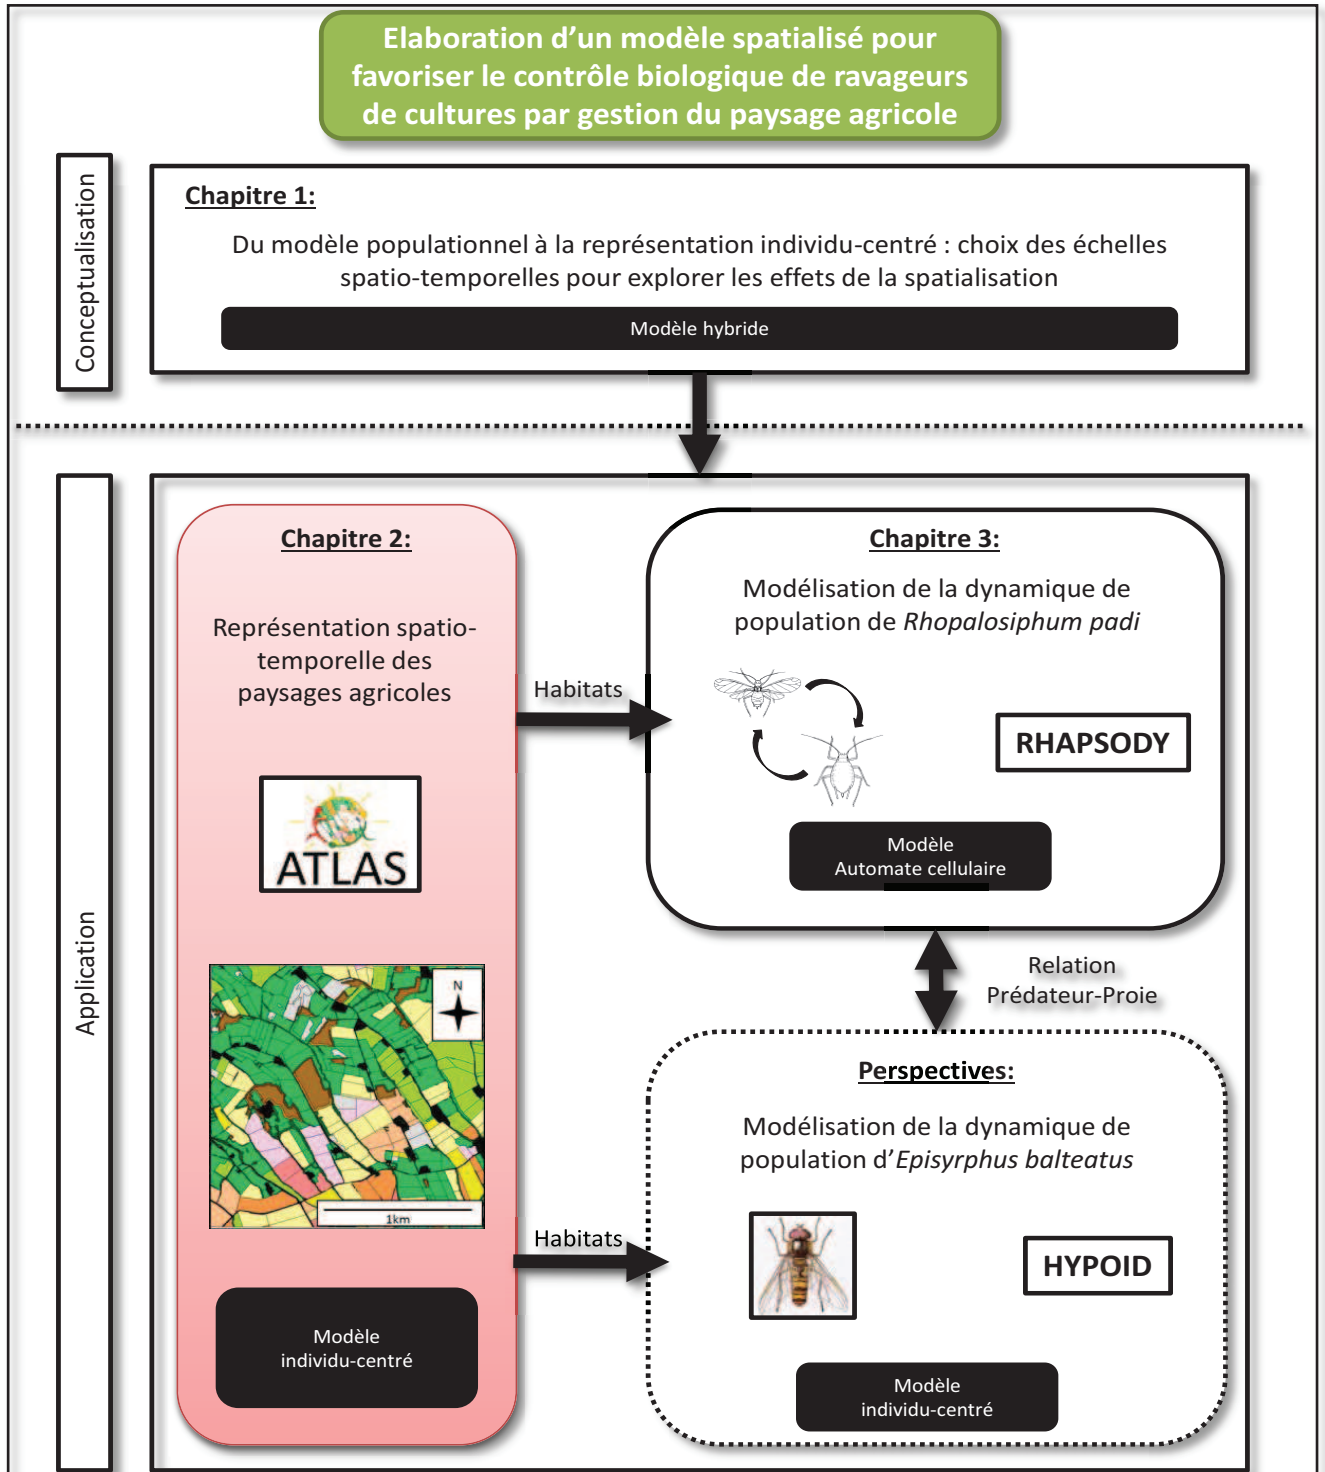 Elaboration d'un modèle spatialisé pour
favoriser le contrôle biologique de ravageurs
de cultures par gestion du paysage agricole
Conceptualisation
Chapitre 1:
Du modèle populationnel à la représentation individu-centré : choix des échelles
spatio-temporelles pour explorer les effets de la spatialisation
Modèle hybride
Application
Chapitre 2:
Représentation spatio-
temporelle des
paysages agricoles
ATLAS
N
1km
Modèle
individu-centré
Habitats
Habitats
Chapitre 3:
Modélisation de la dynamique de
population de Rhopalosiphum padi
RHAPSODY
Modèle
Automate cellulaire
Relation
Prédateur-Proie
Perspectives:
Modélisation de la dynamique de
population d'Episyrphus balteatus
HYPOID
Modèle
individu-centré